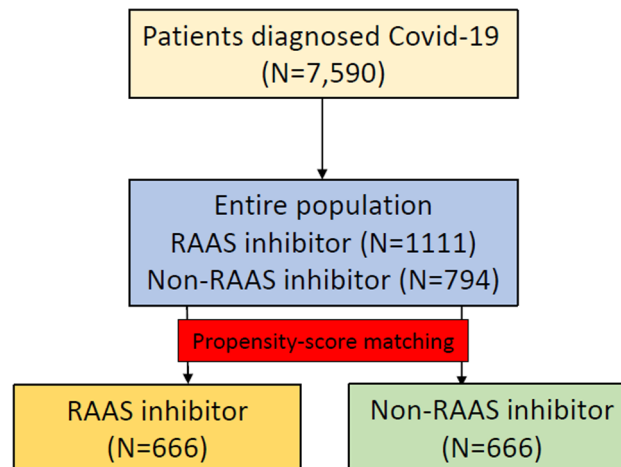 Patients diagnosed Covid-19
(N=7,590)
Entire population
RAAS inhibitor (N=1111)
Non-RAAS inhibitor (N=794)
Propensity-score matching
RAAS inhibitor
(N=666)
Non-RAAS inhibitor
(N=666)